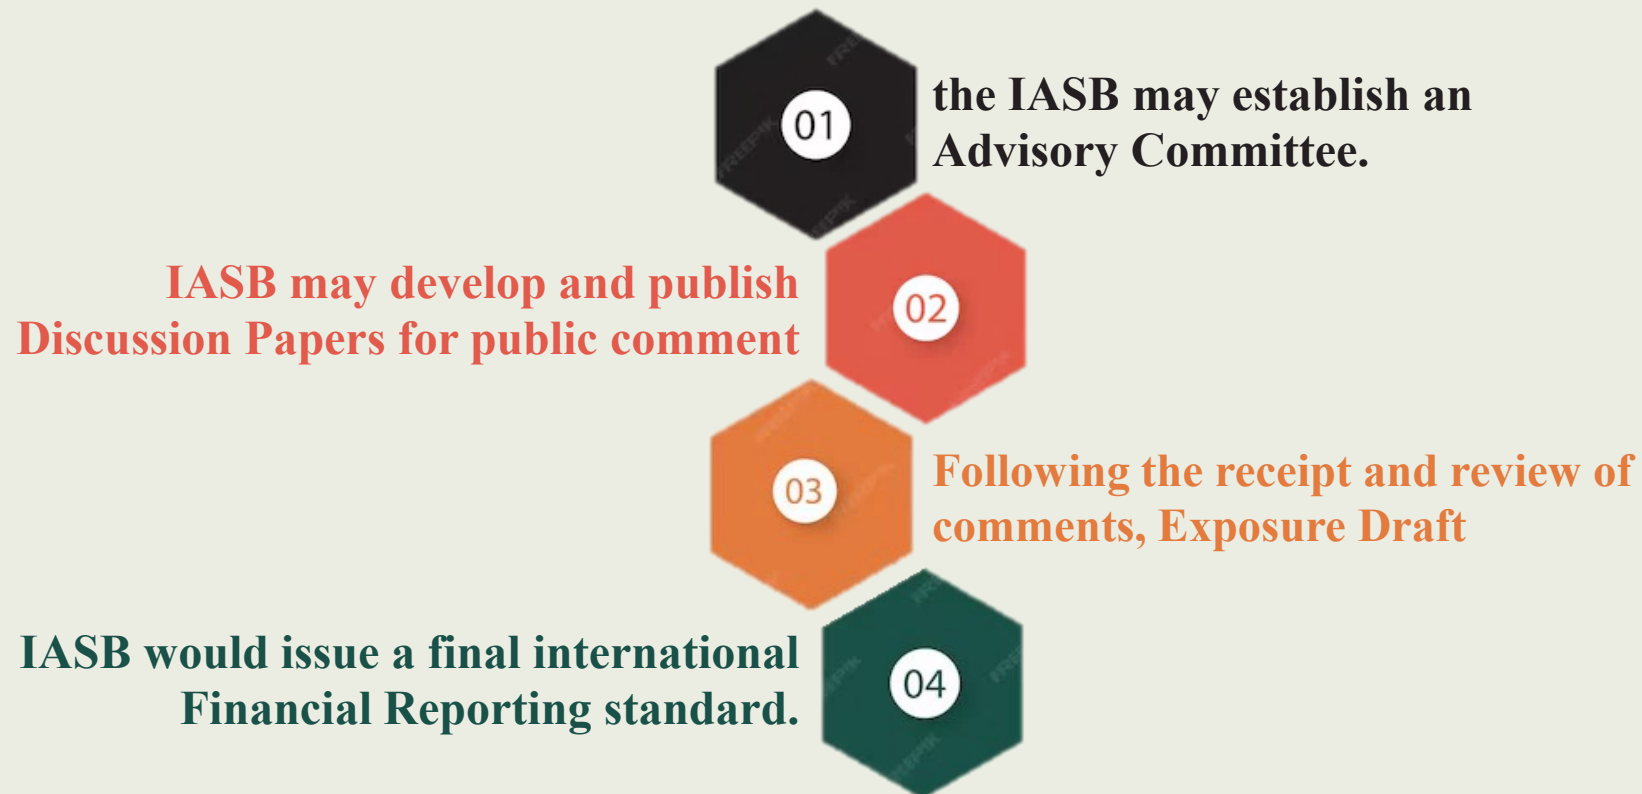 01
the IASB may establish an
Advisory Committee.
IASB may develop and publish
Discussion Papers for public comment
02
03
Following the receipt and review of
comments, Exposure Draft
IASB would issue a final international
Financial Reporting standard.
04